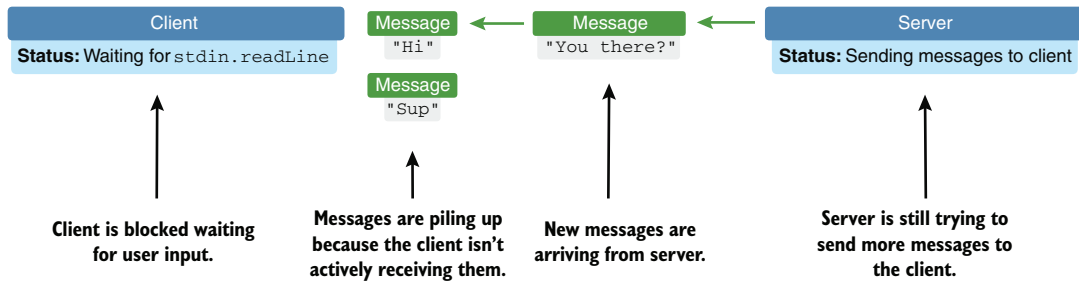 Client
Status: Waiting for stdin.readLine
Message
"Hi"
Message
"Sup"
Message
"You there?"
Server
Status: Sending messages to client
Client is blocked waiting
for user input.
Messages are piling up
because the client isn't
actively receiving them.
New messages are
arriving from server.
Server is still trying to
send more messages to
the client.